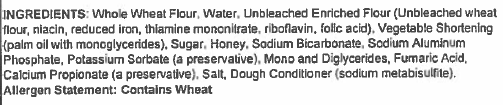 INGREDIENTS: Whole Wheat Flour, Water, Unbleached Enriched Flour (Unbleached wheat
flour, niacin, reduced iron, thiamine mononitrate, riboflavin, folic acid), Vegetable Shortening
(palm oil with monoglycerides), Sugar, Honey, Sodium Bicarbonate, Sodium Aluminum
Phosphate, Potassium Sorbate (a preservative), Mono and Diglycerides, Fumaric Acid,
Calcium Propionate (a preservative), Salt, Dough Conditioner (sodium metabisulfite).
Allergen Statement: Contains Wheat